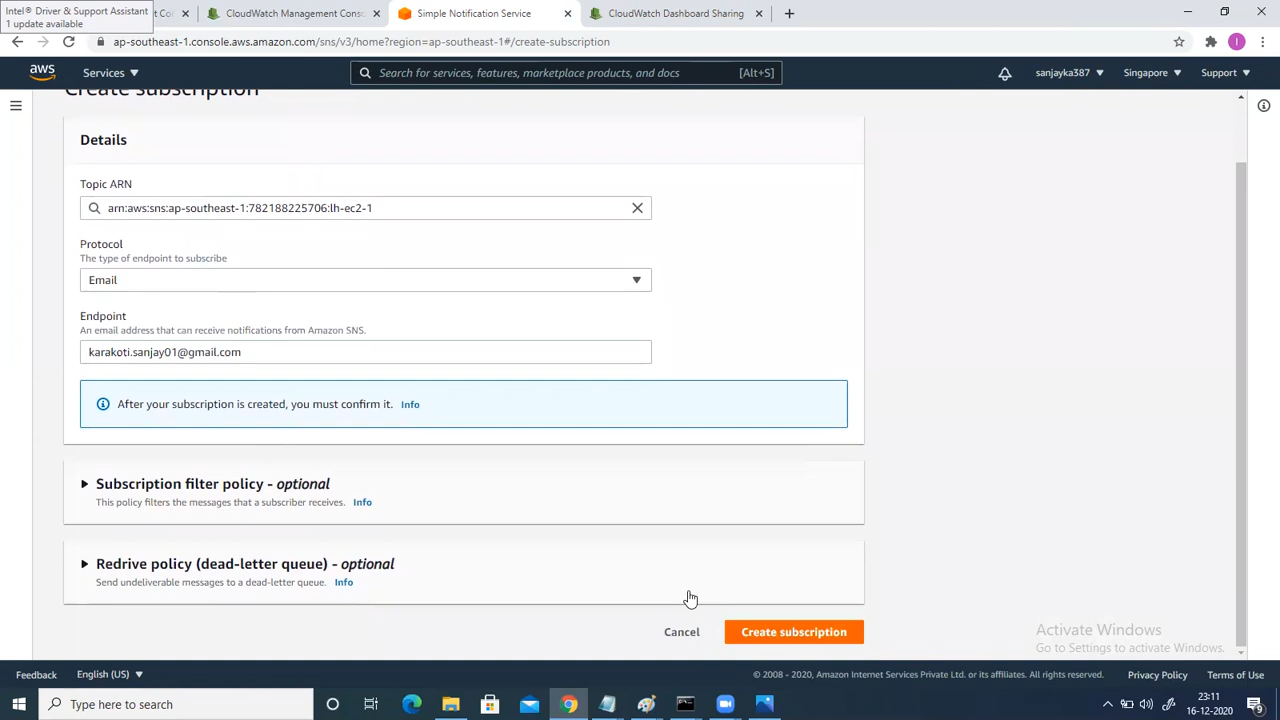 Intel® Driver & Support Assistant
1 update available
CloudWatch Management Conso
Simple Notification Service
CloudWatch Dashboard Sharing
ap-southeast-1.console.aws.amazon.com/sns/v3/home?region=ap-southeast-1#/create-subscription
aws
Services
Search for services, features, marketplace products, and docs
[Alt+S]
sanjayka387
Singapore
Support
Create subscription
Details
Topic ARN
arn:aws:sns:ap-southeast-1:782188225706:lh-ec2-1
Protocol
The type of endpoint to subscribe
Email
Endpoint
An email address that can receive notifications from Amazon SNS.
karakoti.sanjay01@gmail.com
After your subscription is created, you must confirm it. Info
Subscription filter policy - optional
This policy filters the messages that a subscriber receives. Info
Redrive policy (dead-letter queue) - optional
Send undeliverable messages to a dead-letter queue. Info
Cancel
Create subscription
Activate Windows
Go to Settings to activate Windows.
Feedback
English (US)
© 2008 - 2020, Amazon Internet Services Private Ltd. or its affiliates. All rights reserved.
Privacy Policy
Terms of Use
Type here to search
23:11
16-12-2020